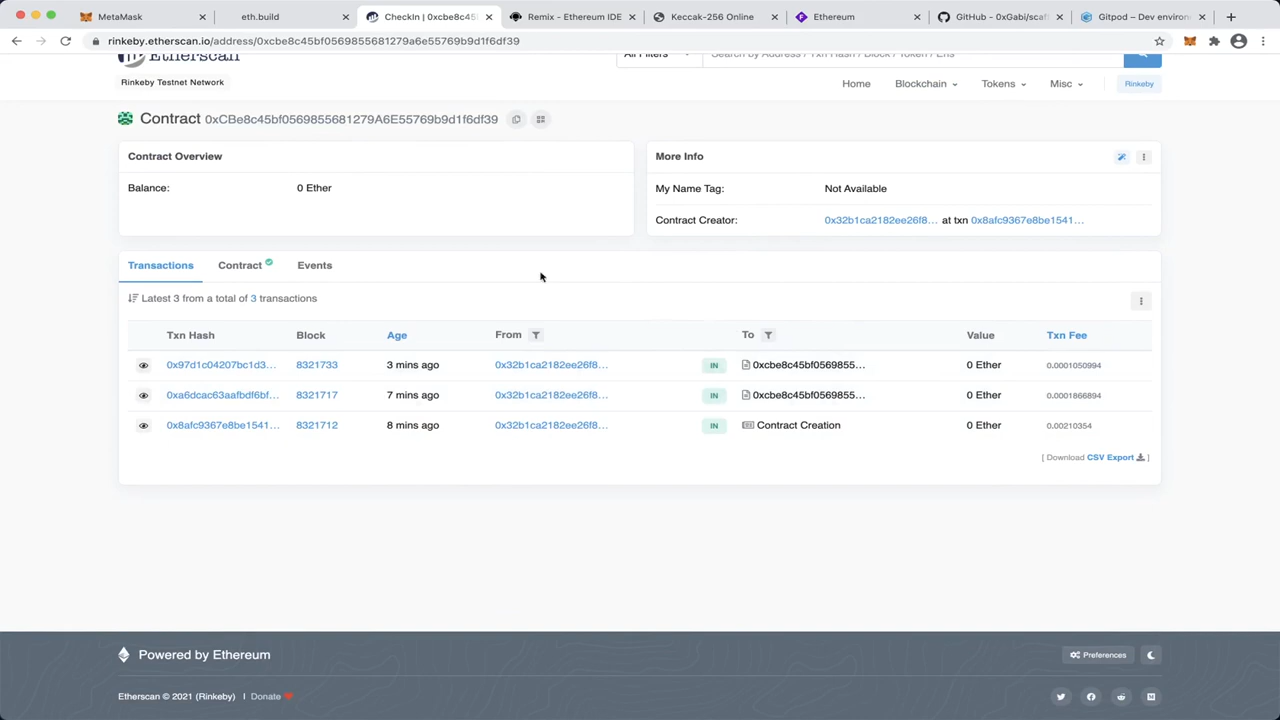 MetaMask
eth.build
CheckIn | 0xcbe8c45
Remix - Ethereum IDE
Keccak-256 Online
Ethereum
GitHub - 0xGabi/scaf
Gitpod – Dev environ
rinkeby.etherscan.io/address/0xcbe8c45bf0569855681279a6e55769b9d1f6df39
Etherscan
All Filters
Search by Address / Txn Hash / Block / Token / Ens
Rinkeby Testnet Network
Home
Blockchain
Tokens
Misc
Rinkeby
Contract 0xCBe8c45bf0569855681279A6E55769b9d1f6df39
Contract Overview
More Info
Balance:
0 Ether
My Name Tag:
Not Available
Contract Creator:
0x32b1ca2182ee26f8... at txn 0x8afc9367e8be1541...
Transactions
Contract
Events
Latest 3 from a total of 3 transactions
Txn Hash
Block
Age
From
To
Value
Txn Fee
0x97d1c04207bc1d3... 8321733 3 mins ago 0x32b1ca2182ee26f8... IN 0xcbe8c45bf0569855... 0 Ether 0.0001050994
0xa6dcac63aafbdf6bf... 8321717 7 mins ago 0x32b1ca2182ee26f8... IN 0xcbe8c45bf0569855... 0 Ether 0.0001866894
0x8afc9367e8be1541... 8321712 8 mins ago 0x32b1ca2182ee26f8... IN Contract Creation 0 Ether 0.00210354
[ Download CSV Export ]
Powered by Ethereum
Preferences
Etherscan © 2021 (Rinkeby) | Donate